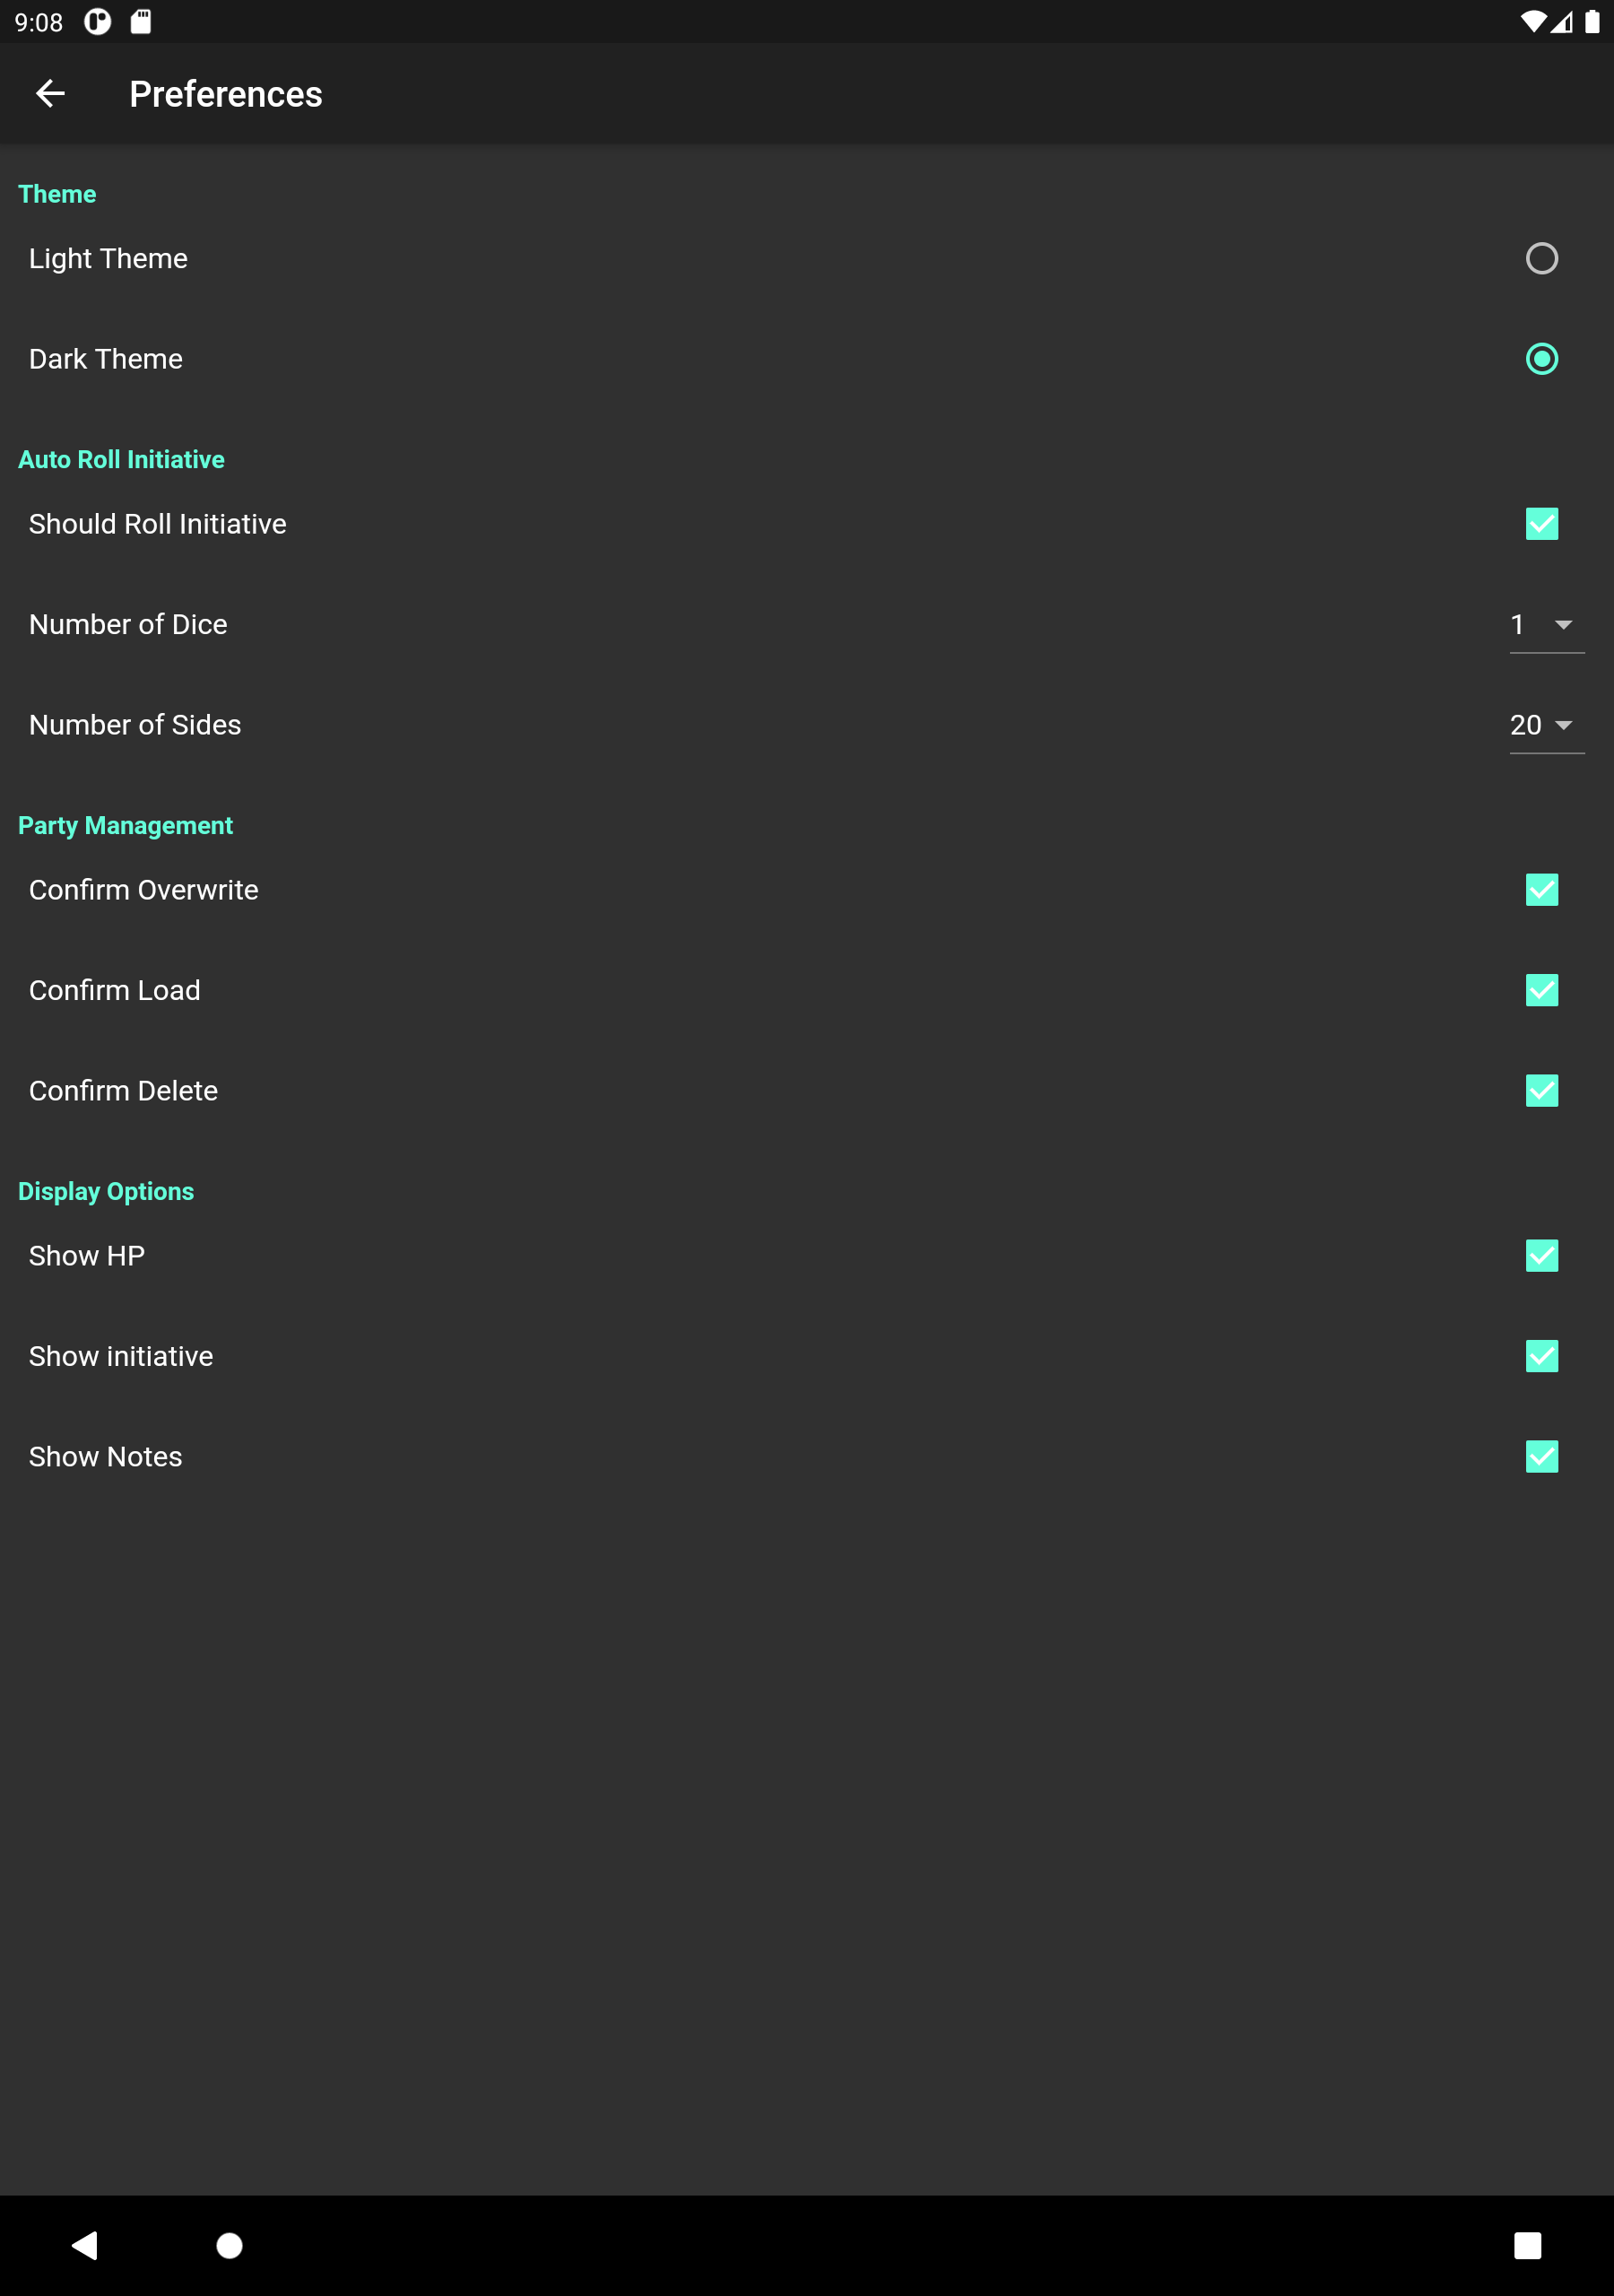 9:08
Preferences
Theme
Light Theme
Dark Theme
Auto Roll Initiative
Should Roll Initiative
Number of Dice 1
Number of Sides 20
Party Management
Confirm Overwrite
Confirm Load
Confirm Delete
Display Options
Show HP
Show initiative
Show Notes